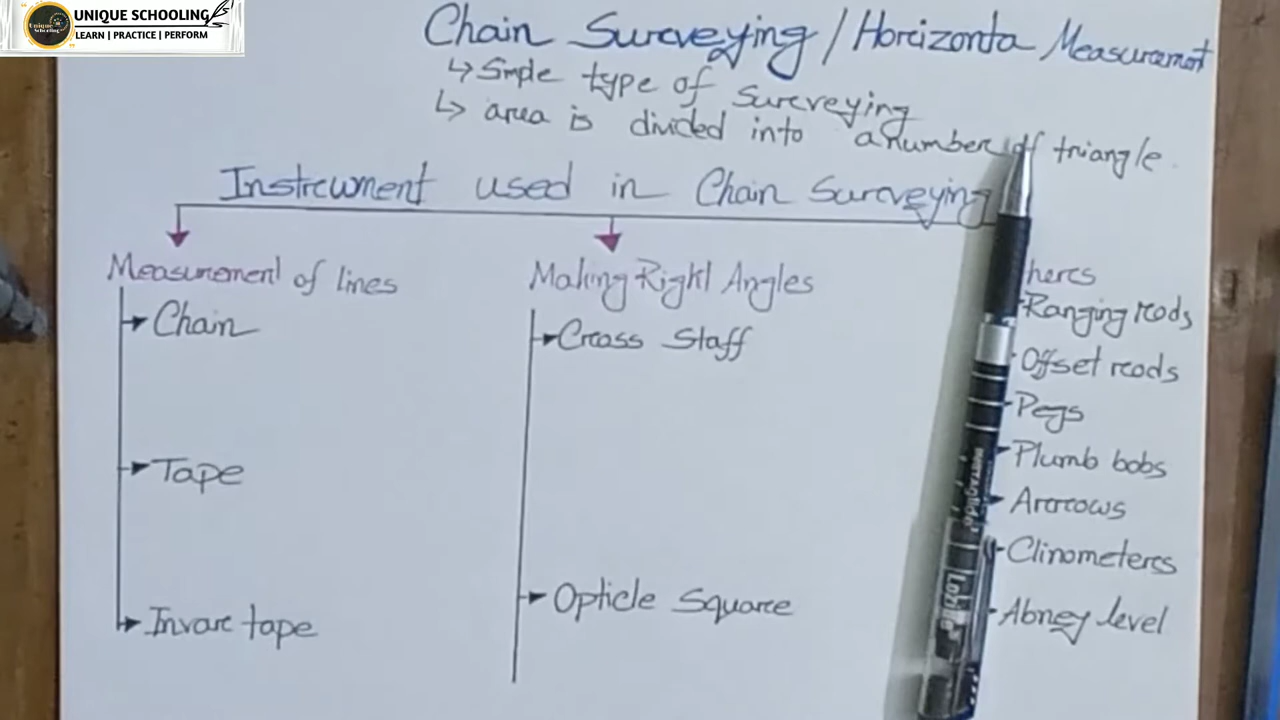 UNIQUE SCHOOLING
LEARN | PRACTICE | PERFORM
Unique
Schooling
Chain Surveying / Horizonta Measurement
↳ Simple type of Surveying
↳ area is divided into a number of triangle.
Instrument used in Chain Surveying
Measurement of lines
Chain
Tape
Invar tape
Making Right Angles
Cross Staff
Opticle Square
hers
Ranging rods
Offset rods
Pegs
Plumb bobs
Arrows
Clinometers
Abney level